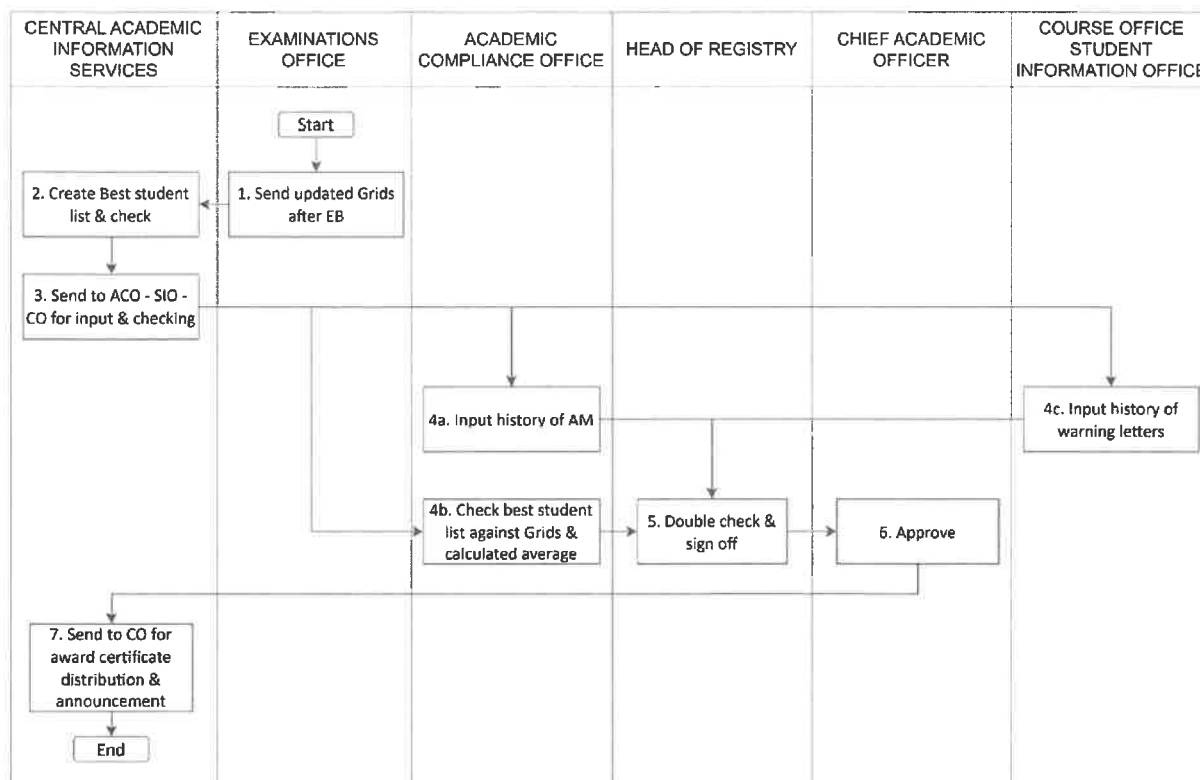 CENTRAL ACADEMIC
INFORMATION
SERVICES
EXAMINATIONS
OFFICE
ACADEMIC
COMPLIANCE OFFICE
HEAD OF REGISTRY
CHIEF ACADEMIC
OFFICER
COURSE OFFICE
STUDENT
INFORMATION OFFICE
Start
2. Create Best student
list & check
1. Send updated Grids
after EB
3. Send to ACO - SIO -
CO for input & checking
4a. Input history of AM
4c. Input history of
warning letters
4b. Check best student
list against Grids &
calculated average
5. Double check &
sign off
6. Approve
7. Send to CO for
award certificate
distribution &
announcement
End